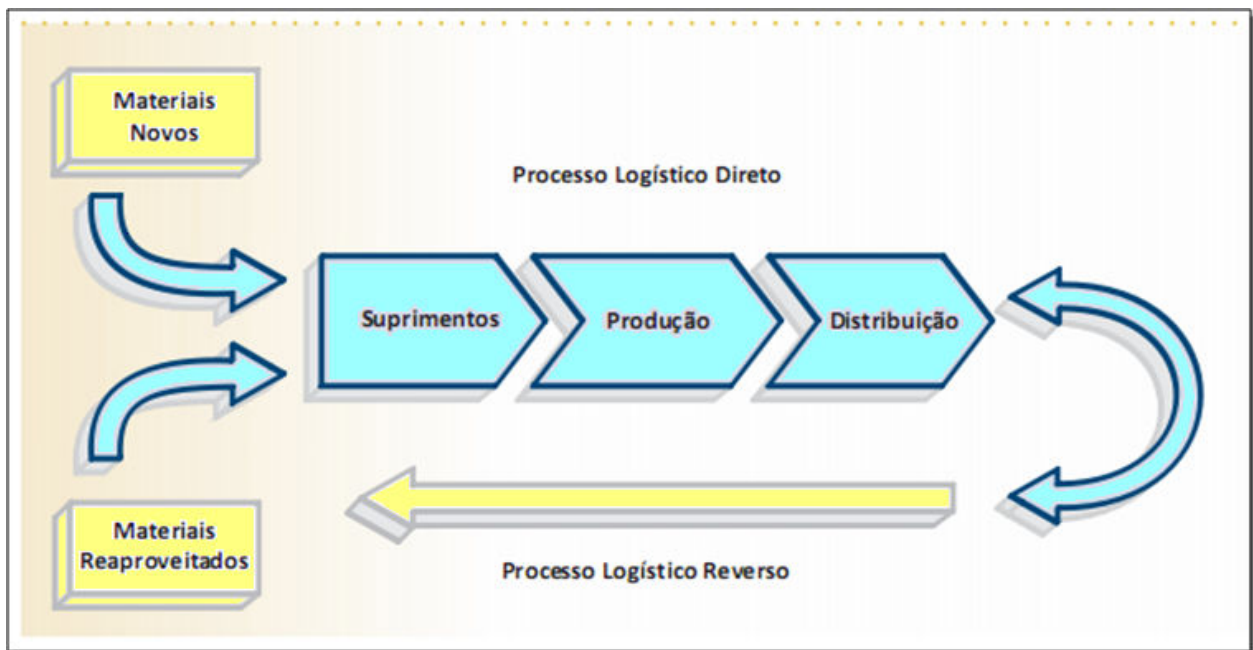 Materiais
Novos
Processo Logístico Direto
Suprimentos
Produção
Distribuição
Materiais
Reaproveitados
Processo Logístico Reverso